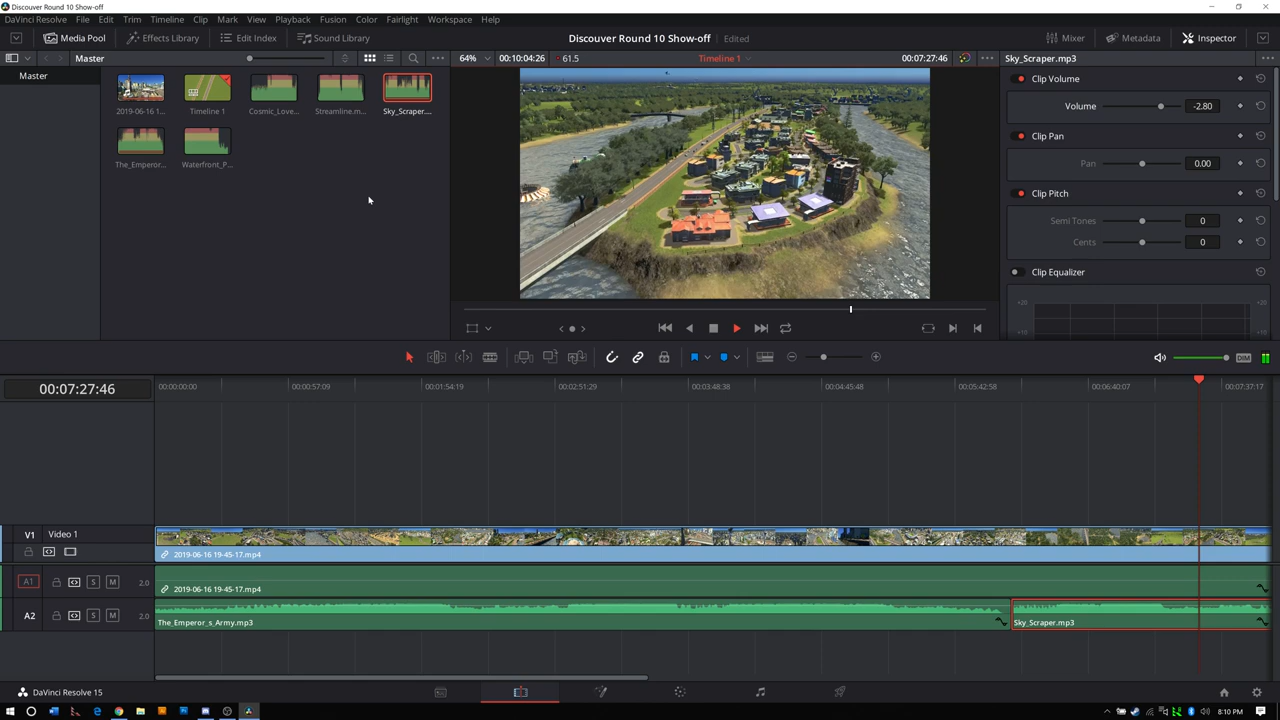 Discover Round 10 Show-off
DaVinci Resolve File Edit Trim Timeline Clip Mark View Playback Fusion Color Fairlight Workspace Help
Media Pool Effects Library Edit Index Sound Library Discover Round 10 Show-off Edited Mixer Metadata Inspector
Master 64% 00:10:04:26 61.5 Timeline 1 00:07:27:46 Sky_Scraper.mp3
Master
2019-06-16 1... Timeline 1 Cosmic_Love... Streamline.m... Sky_Scraper....
The_Emperor... Waterfront_P...
Clip Volume
Volume -2.80
Clip Pan
Pan 0.00
Clip Pitch
Semi Tones 0
Cents 0
Clip Equalizer
+20 +20
+10 +10
DIM
00:07:27:46
00:00:00:00 00:00:57:09 00:01:54:19 00:02:51:29 00:03:48:38 00:04:45:48 00:05:42:58 00:06:40:07 00:07:37:17
V1 Video 1
2019-06-16 19-45-17.mp4
A1 S M 2.0
2019-06-16 19-45-17.mp4
A2 S M 2.0
The_Emperor_s_Army.mp3 Sky_Scraper.mp3
DaVinci Resolve 15
8:10 PM